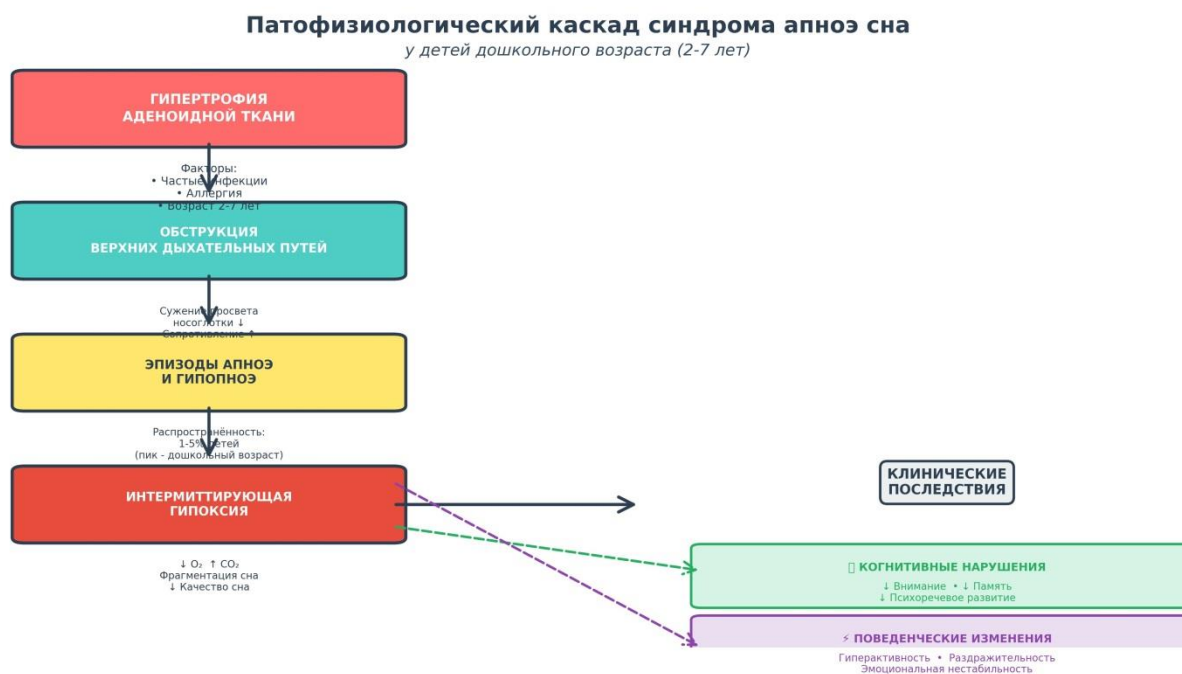 Патофизиологический каскад синдрома апноэ сна
у детей дошкольного возраста (2-7 лет)
ГИПЕРТРОФИЯ
АДЕНОИДНОЙ ТКАНИ
Факторы:
• Частые инфекции
• Аллергия
• Возраст 2-7 лет
ОБСТРУКЦИЯ
ВЕРХНИХ ДЫХАТЕЛЬНЫХ ПУТЕЙ
Сужение просвета
носоглотки ↓
Сопротивление ↑
ЭПИЗОДЫ АПНОЭ
И ГИПОПНОЭ
Распространённость:
1-5% детей
(пик - дошкольный возраст)
ИНТЕРМИТТИРУЮЩАЯ
ГИПОКСИЯ
↓ O₂ ↑ CO₂
Фрагментация сна
↓ Качество сна
КЛИНИЧЕСКИЕ
ПОСЛЕДСТВИЯ
КОГНИТИВНЫЕ НАРУШЕНИЯ
↓ Внимание • ↓ Память
↓ Психоречевое развитие
⚡ ПОВЕДЕНЧЕСКИЕ ИЗМЕНЕНИЯ
Гиперактивность • Раздражительность
Эмоциональная нестабильность